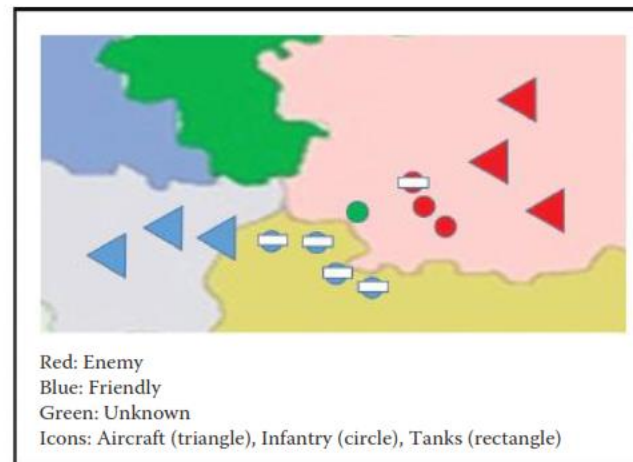 Red: Enemy
Blue: Friendly
Green: Unknown
Icons: Aircraft (triangle), Infantry (circle), Tanks (rectangle)